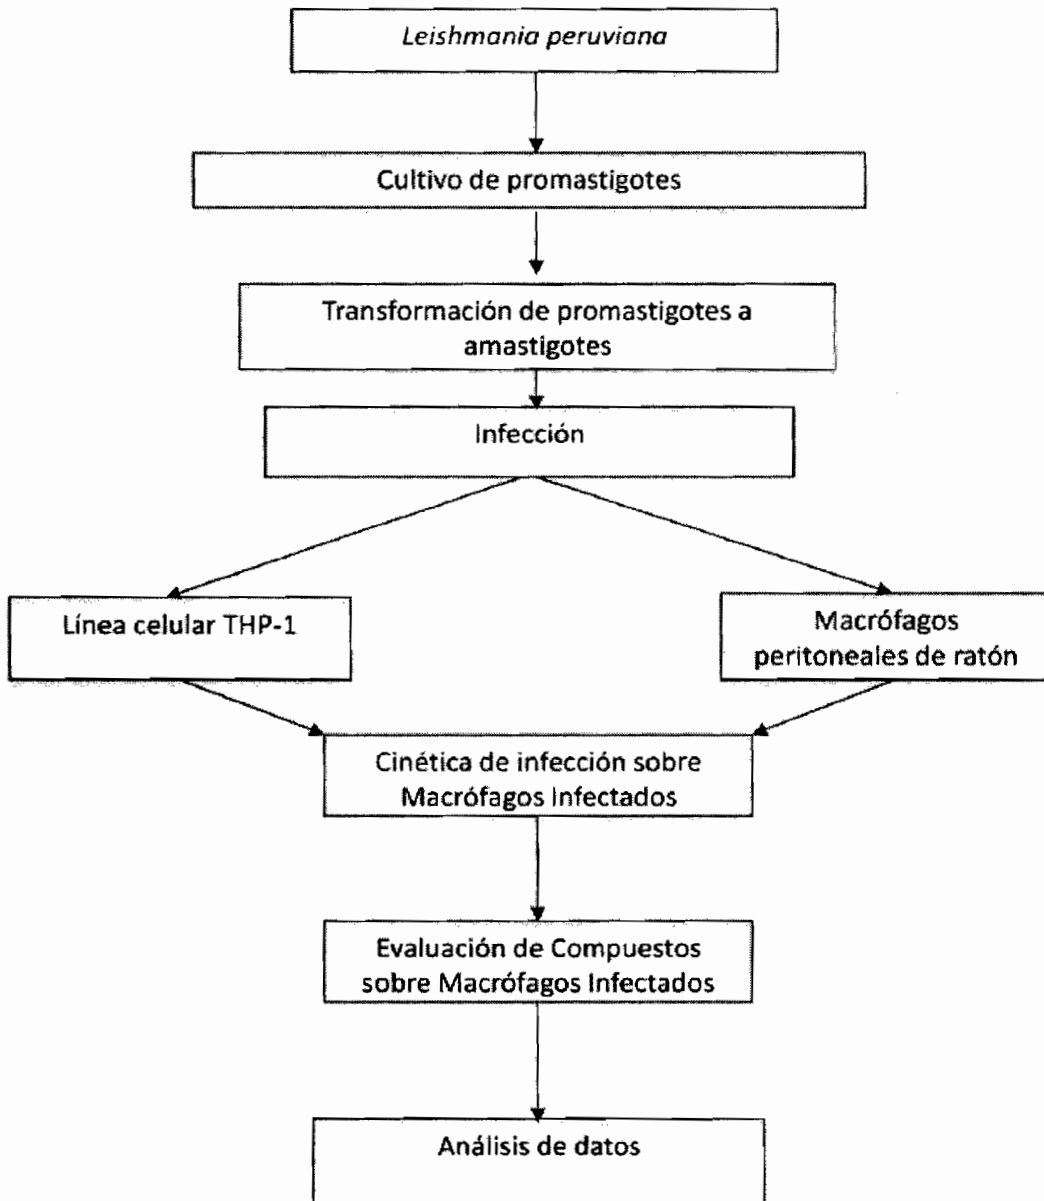 Leishmania peruviana
Cultivo de promastigotes
Transformación de promastigotes a
amastigotes
Infección
Línea celular THP-1
Macrófagos
peritoneales de ratón
Cinética de infección sobre
Macrófagos Infectados
Evaluación de Compuestos
sobre Macrófagos Infectados
Análisis de datos